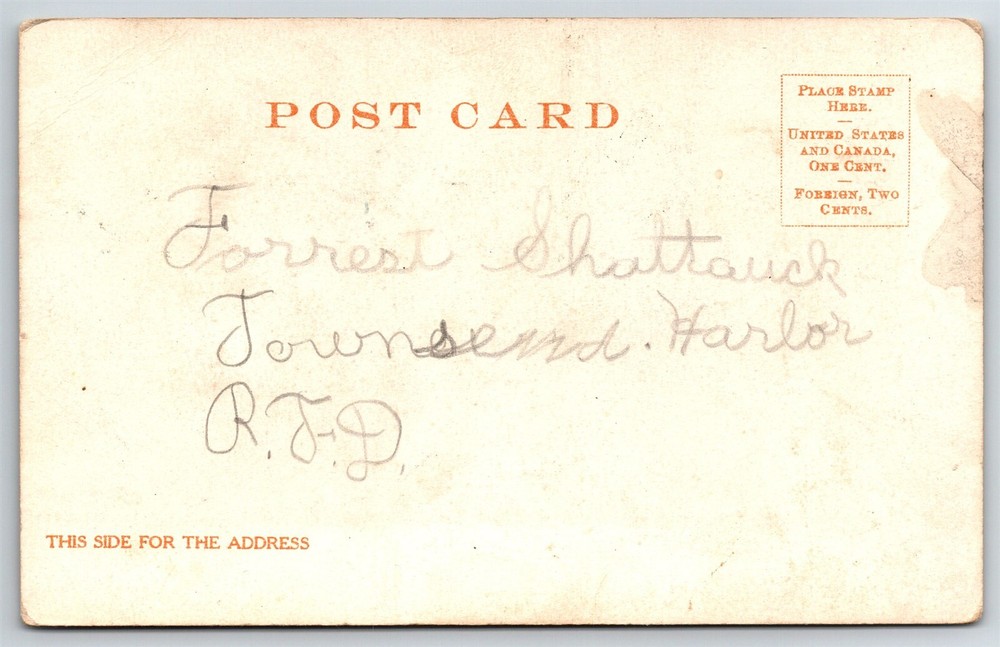 POST CARD
PLACE STAMP
HERE.
UNITED STATES
AND CANADA,
ONE CENT.
FOREIGN, TWO
CENTS.
Forrest Shattauck
Townsend. Harlor
R.F.D.
THIS SIDE FOR THE ADDRESS